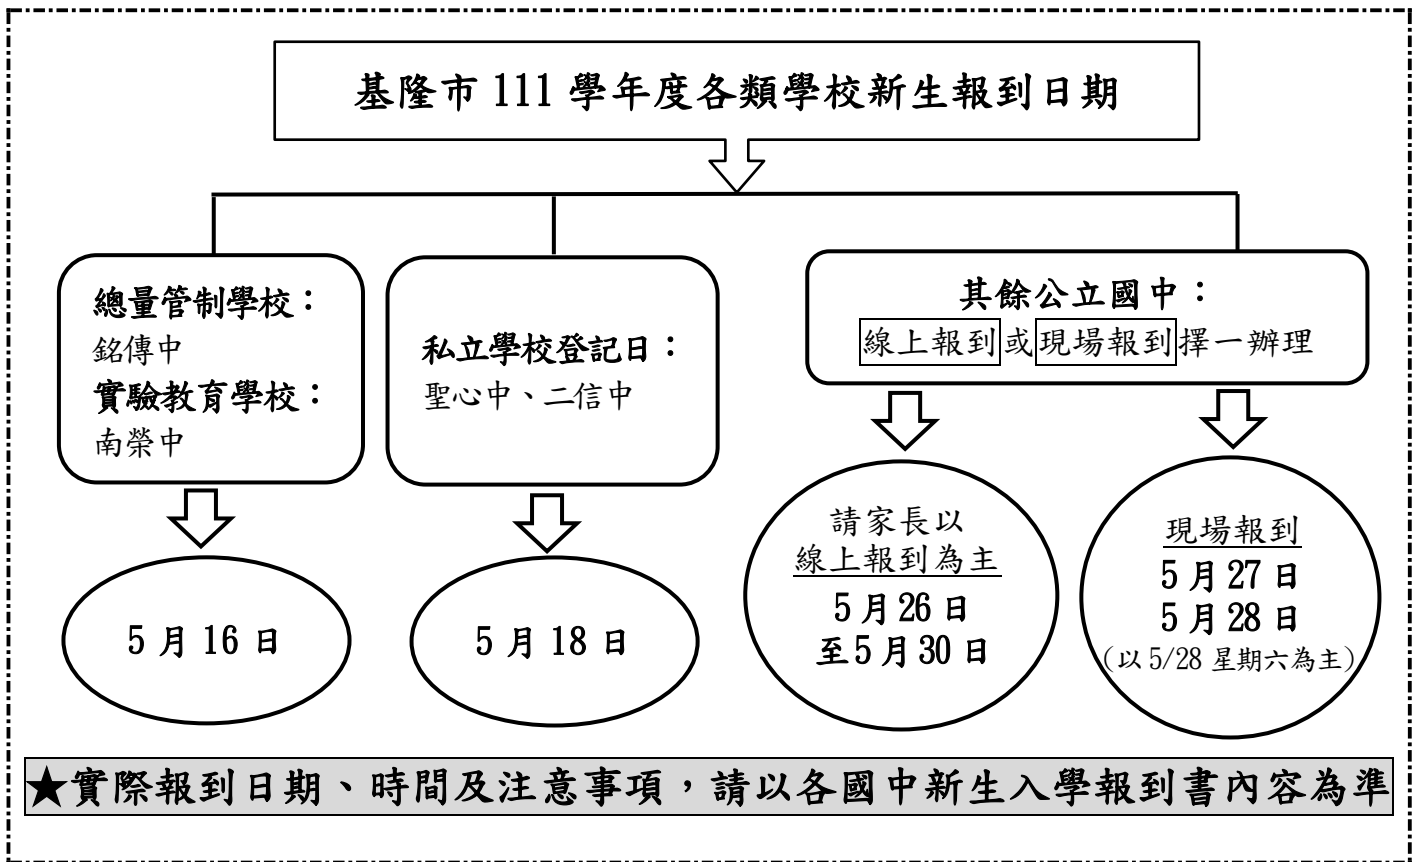 基隆市 111 學年度各類學校新生報到日期
總量管制學校：
銘傳中
實驗教育學校：
南榮中
5 月 16 日
私立學校登記日：
聖心中、二信中
5 月 18 日
其餘公立國中：
線上報到或現場報到擇一辦理
請家長以
線上報到為主
5 月 26 日
至 5 月 30 日
現場報到
5 月 27 日
5 月 28 日
(以 5/28 星期六為主)
★實際報到日期、時間及注意事項，請以各國中新生入學報到書內容為準